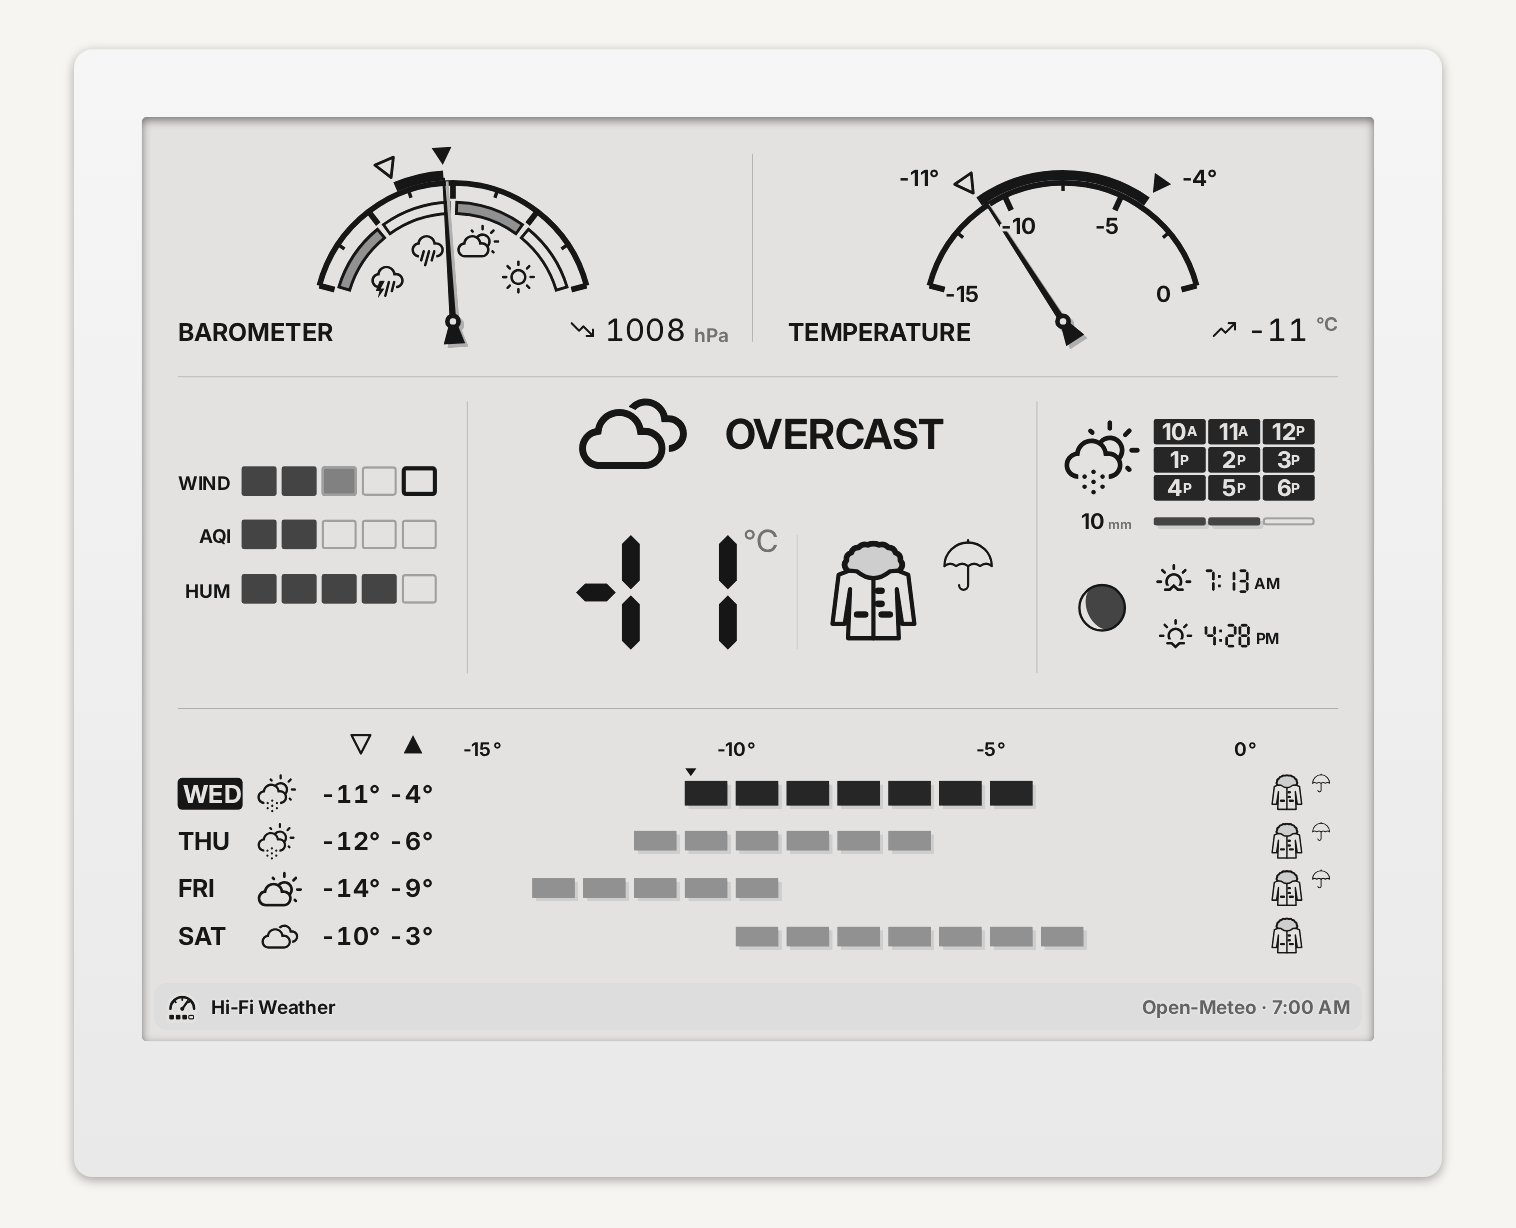 -11° -4°
-10 -5
-15 0
BAROMETER 1008 hPa
TEMPERATURE -11 °C
OVERCAST
10A 11A 12P
1P 2P 3P
4P 5P 6P
10 mm
WIND
AQI
HUM
-11 °C
7:13 AM
4:28 PM
-15° -10° -5° 0°
WED -11° -4°
THU -12° -6°
FRI -14° -9°
SAT -10° -3°
Hi-Fi Weather Open-Meteo · 7:00 AM